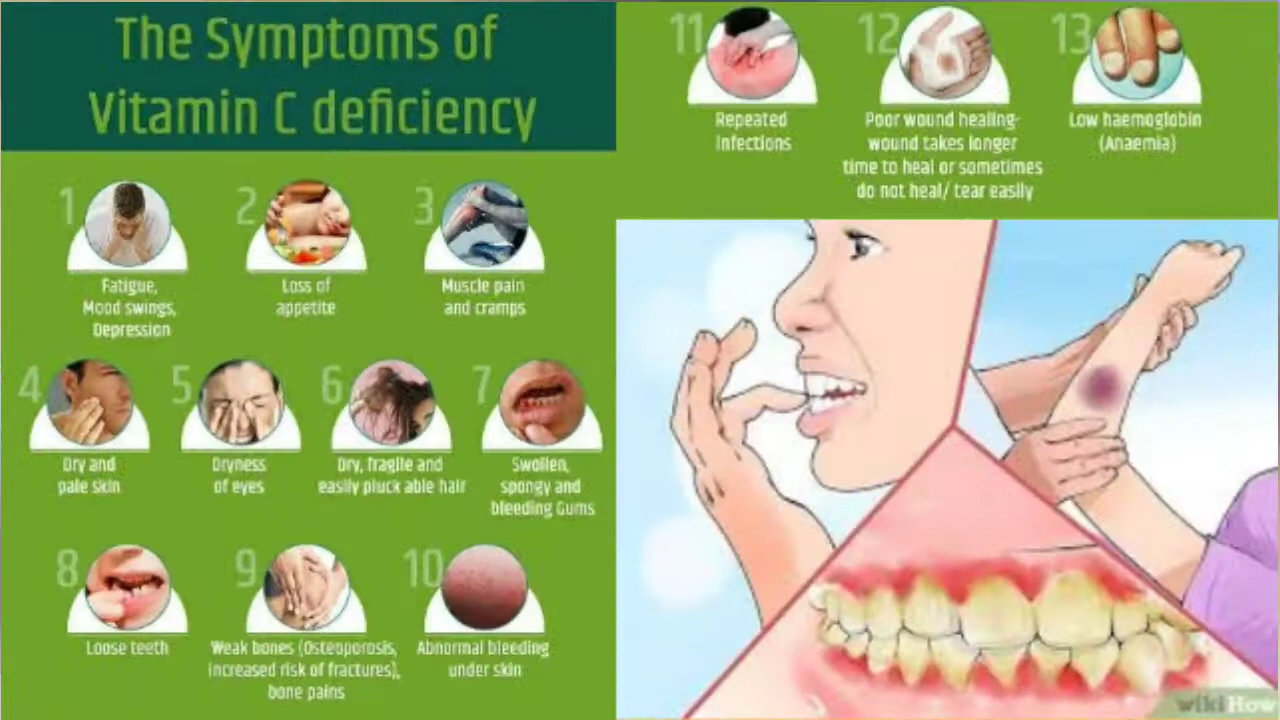 The Symptoms of
Vitamin C deficiency
1
2
3
Fatigue,
Mood swings,
Depression
Loss of
appetite
Muscle pain
and cramps
4
5
6
7
Dry and
pale skin
Dryness
of eyes
Dry, fragile and
easily pluck able hair
Swollen,
spongy and
bleeding Gums
8
9
10
Loose teeth
Weak bones (Osteoporosis,
increased risk of fractures),
bone pains
Abnormal bleeding
under skin
11
12
13
Repeated
Infections
Poor wound healing-
wound takes longer
time to heal or sometimes
do not heal/ tear easily
Low haemoglobin
(Anaemia)
wikiHow